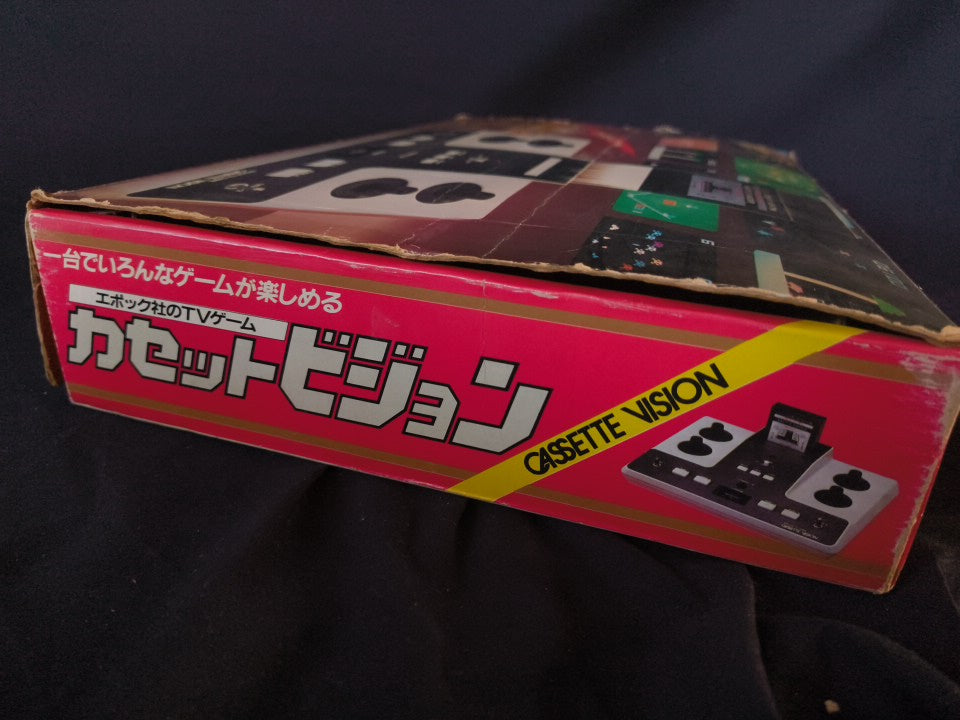 一台でいろんなゲームが楽しめる
エポック社のTVゲーム
カセットビジョン
CASSETTE VISION